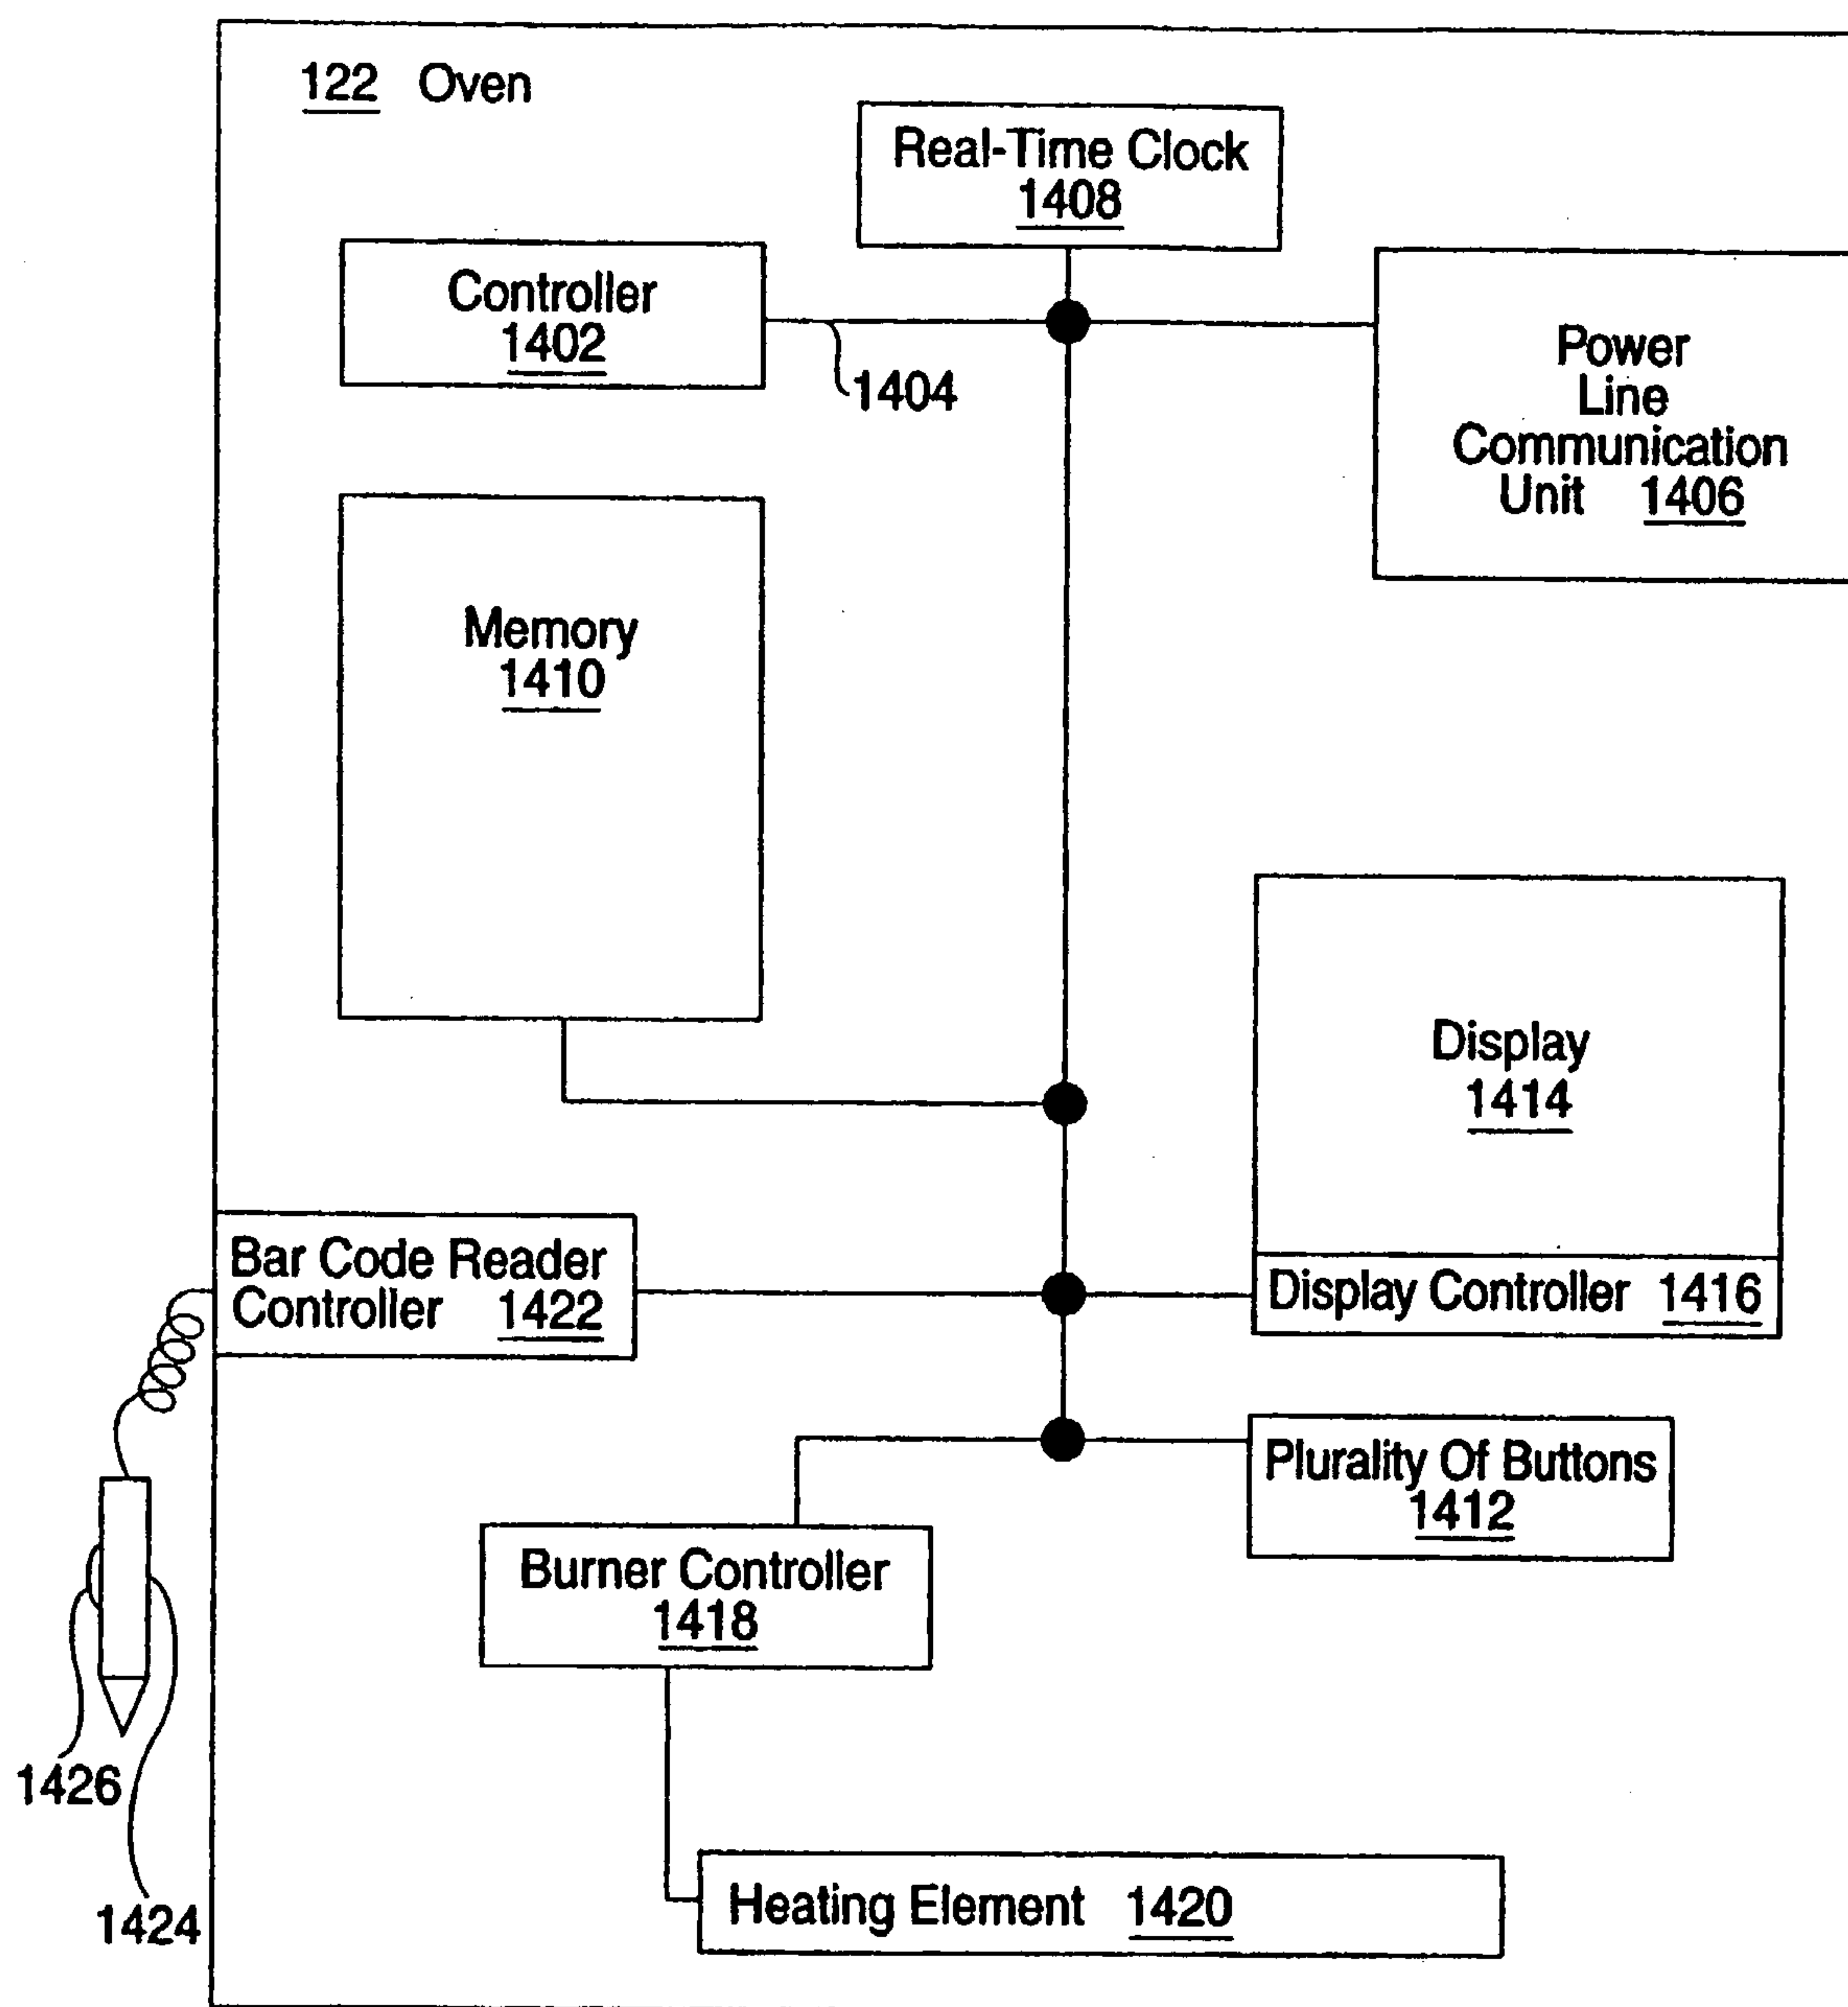 122 Oven
Real-Time Clock
1408
Controller
1402
1404
Power
Line
Communication
Unit 1406
Memory
1410
Display
1414
Bar Code Reader
Controller 1422
Display Controller 1416
Plurality Of Buttons
1412
Burner Controller
1418
1426
Heating Element 1420
1424